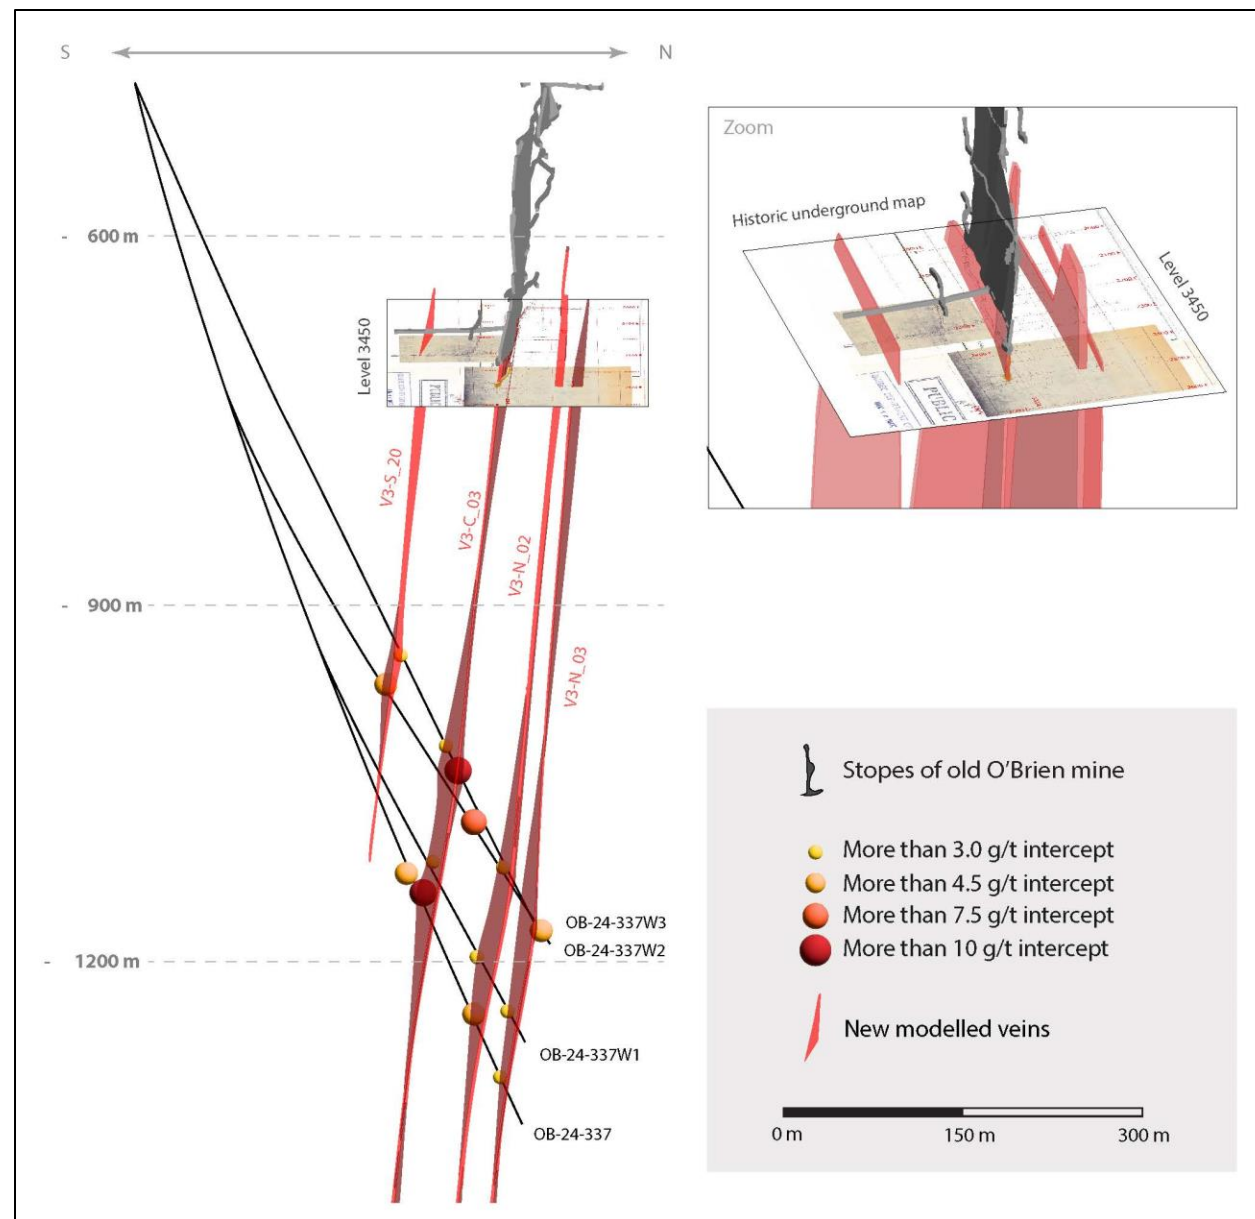 S
N
- 600 m
Level 3450
V3-S_20
V3-C_03
V3-N_02
- 900 m
V3-N_03
OB-24-337W3
OB-24-337W2
- 1200 m
OB-24-337W1
OB-24-337
Zoom
Historic underground map
Level 3450
PUBLIC
Stopes of old O'Brien mine
More than 3.0 g/t intercept
More than 4.5 g/t intercept
More than 7.5 g/t intercept
More than 10 g/t intercept
New modelled veins
0 m
150 m
300 m